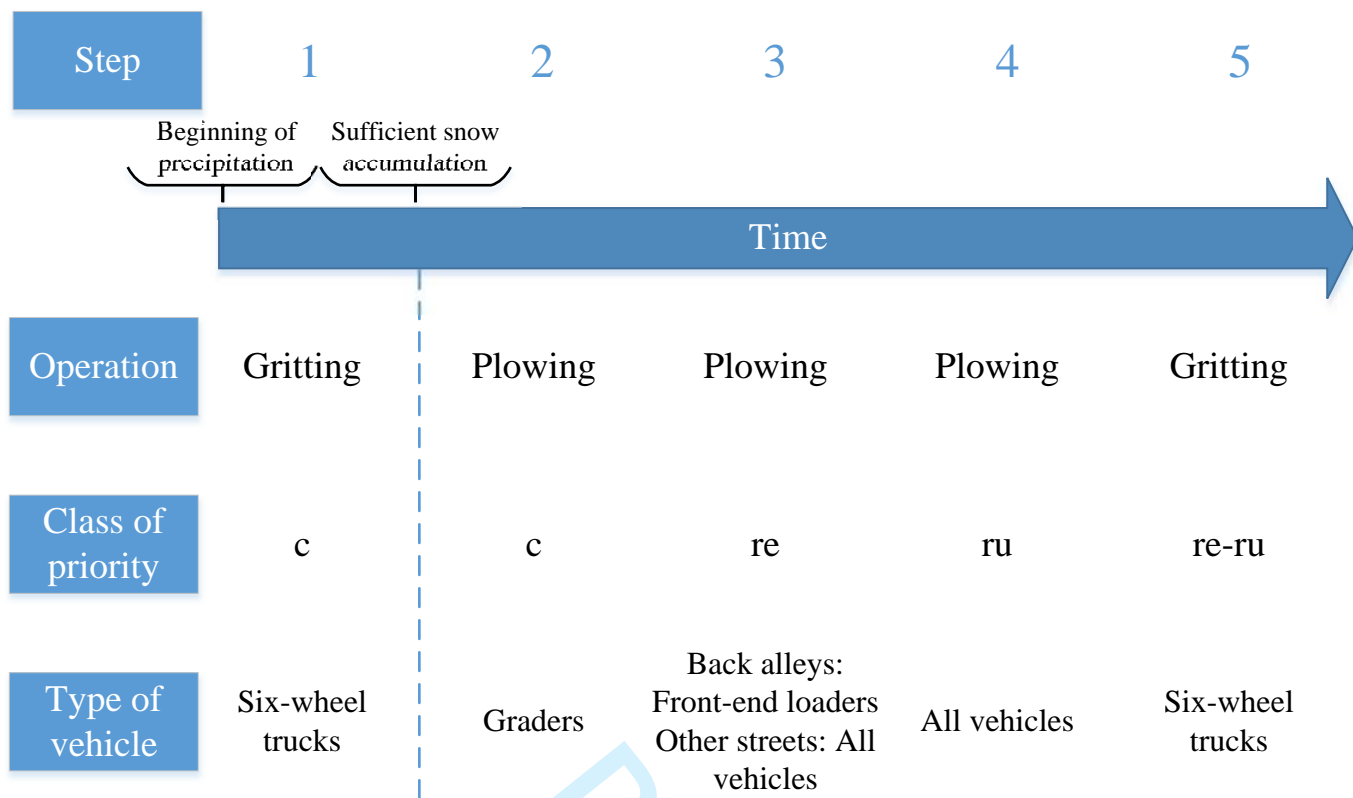 Step 1 2 3 4 5
Beginning of precipitation
Sufficient snow accumulation
Time
Operation Gritting Plowing Plowing Plowing Gritting
Class of priority
c c re ru re-ru
Type of vehicle
Six-wheel trucks
Graders
Back alleys:
Front-end loaders
Other streets: All
vehicles
All vehicles
Six-wheel trucks